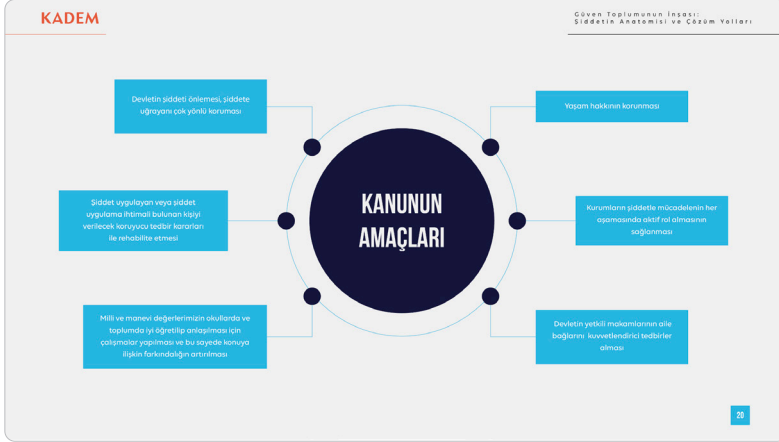 KADEM
Güven Toplumunun İnşası:
Şiddetin Anatomisi ve Çözüm Yolları
Devletin şiddeti önlemesi, şiddete
uğrayanı çok yönlü koruması
Yaşam hakkının korunması
KANUNUN
AMAÇLARI
Şiddet uygulayan veya şiddet
uygulama ihtimali bulunan kişiyi
verilecek koruyucu tedbir kararları
ile rehabilite etmesi
Kurumların şiddetle mücadelenin her
aşamasında aktif rol almasının
sağlanması
Milli ve manevi değerlerimizin okullarda ve
toplumda iyi öğretilip anlaşılması için
çalışmalar yapılması ve bu sayede konuya
ilişkin farkındalığın artırılması
Devletin yetkili makamlarının aile
bağlarını kuvvetlendirici tedbirler
alması
20